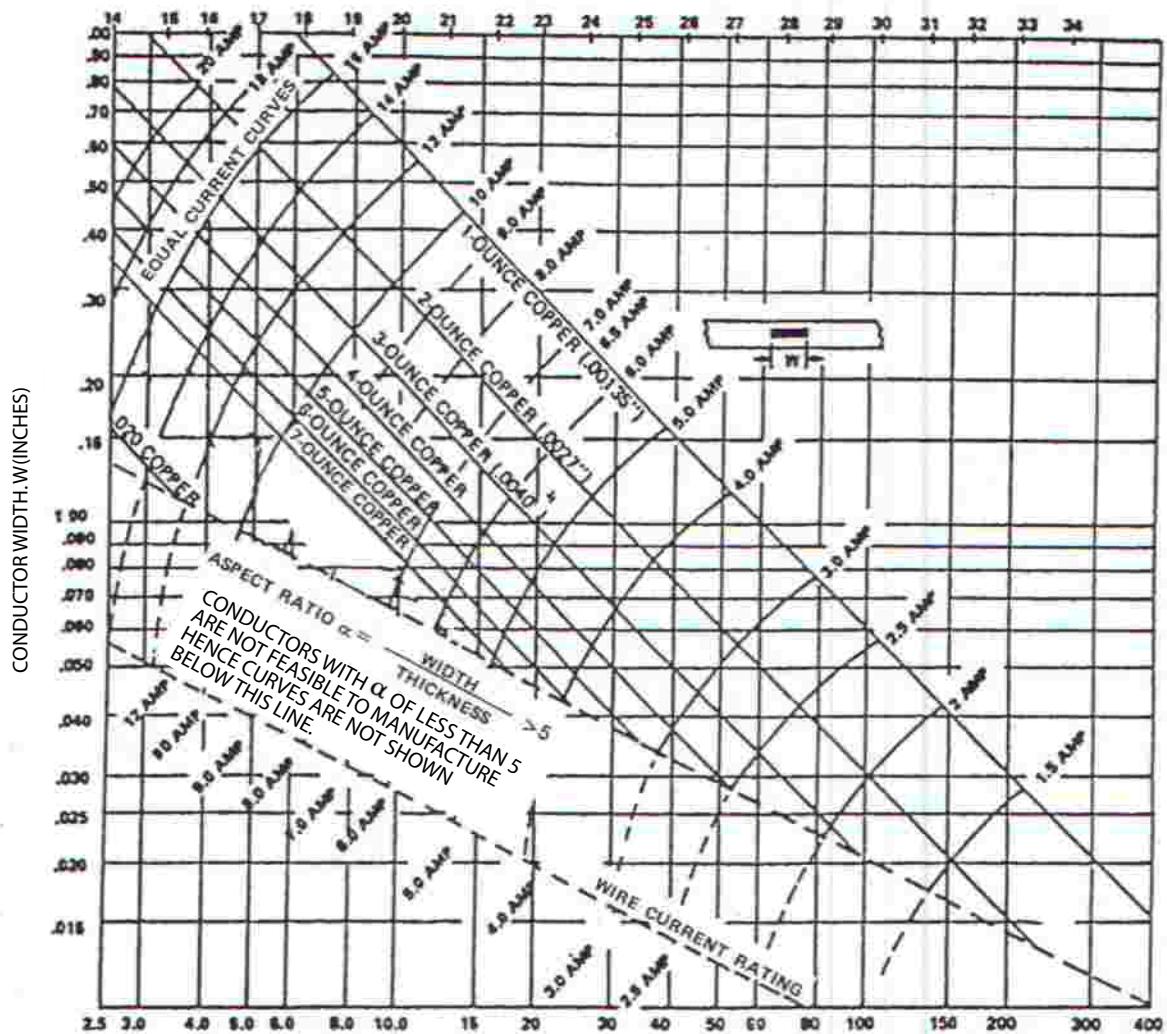 14 15 16 17 18 19 20 21 22 23 24 25 26 27 28 29 30 31 32 33 34
.00
.90
.80
.70
.60
.50
.40
.30
.20
.15
1 90
.080
.080
.070
.060
.050
.040
.030
.025
.020
.015
CONDUCTOR WIDTH. W (INCHES)
20 AMP
18 AMP
16 AMP
14 AMP
12 AMP
10 AMP
9.0 AMP
8.0 AMP
7.0 AMP
6.5 AMP
6.0 AMP
5.0 AMP
4.0 AMP
3.0 AMP
2.5 AMP
2 AMP
1.5 AMP
EQUAL CURRENT CURVES
1-OUNCE COPPER (.00135")
2-OUNCE COPPER (.0027")
3-OUNCE COPPER (.0040
4-OUNCE COPPER
5-OUNCE COPPER
6-OUNCE COPPER
7-OUNCE COPPER
.020 COPPER
W
ASPECT RATIO α = WIDTH
THICKNESS >5
CONDUCTORS WITH α OF LESS THAN 5
ARE NOT FEASIBLE TO MANUFACTURE
HENCE CURVES ARE NOT SHOWN
BELOW THIS LINE.
12 AMP
9.0 AMP
8.0 AMP
7.0 AMP
6.0 AMP
5.0 AMP
4.0 AMP
3.0 AMP
2.5 AMP
WIRE CURRENT RATING
2.5 3.0 4.0 5.0 6.0 8.0 10.0 15 20 30 40 50 60 80 100 150 200 300 400